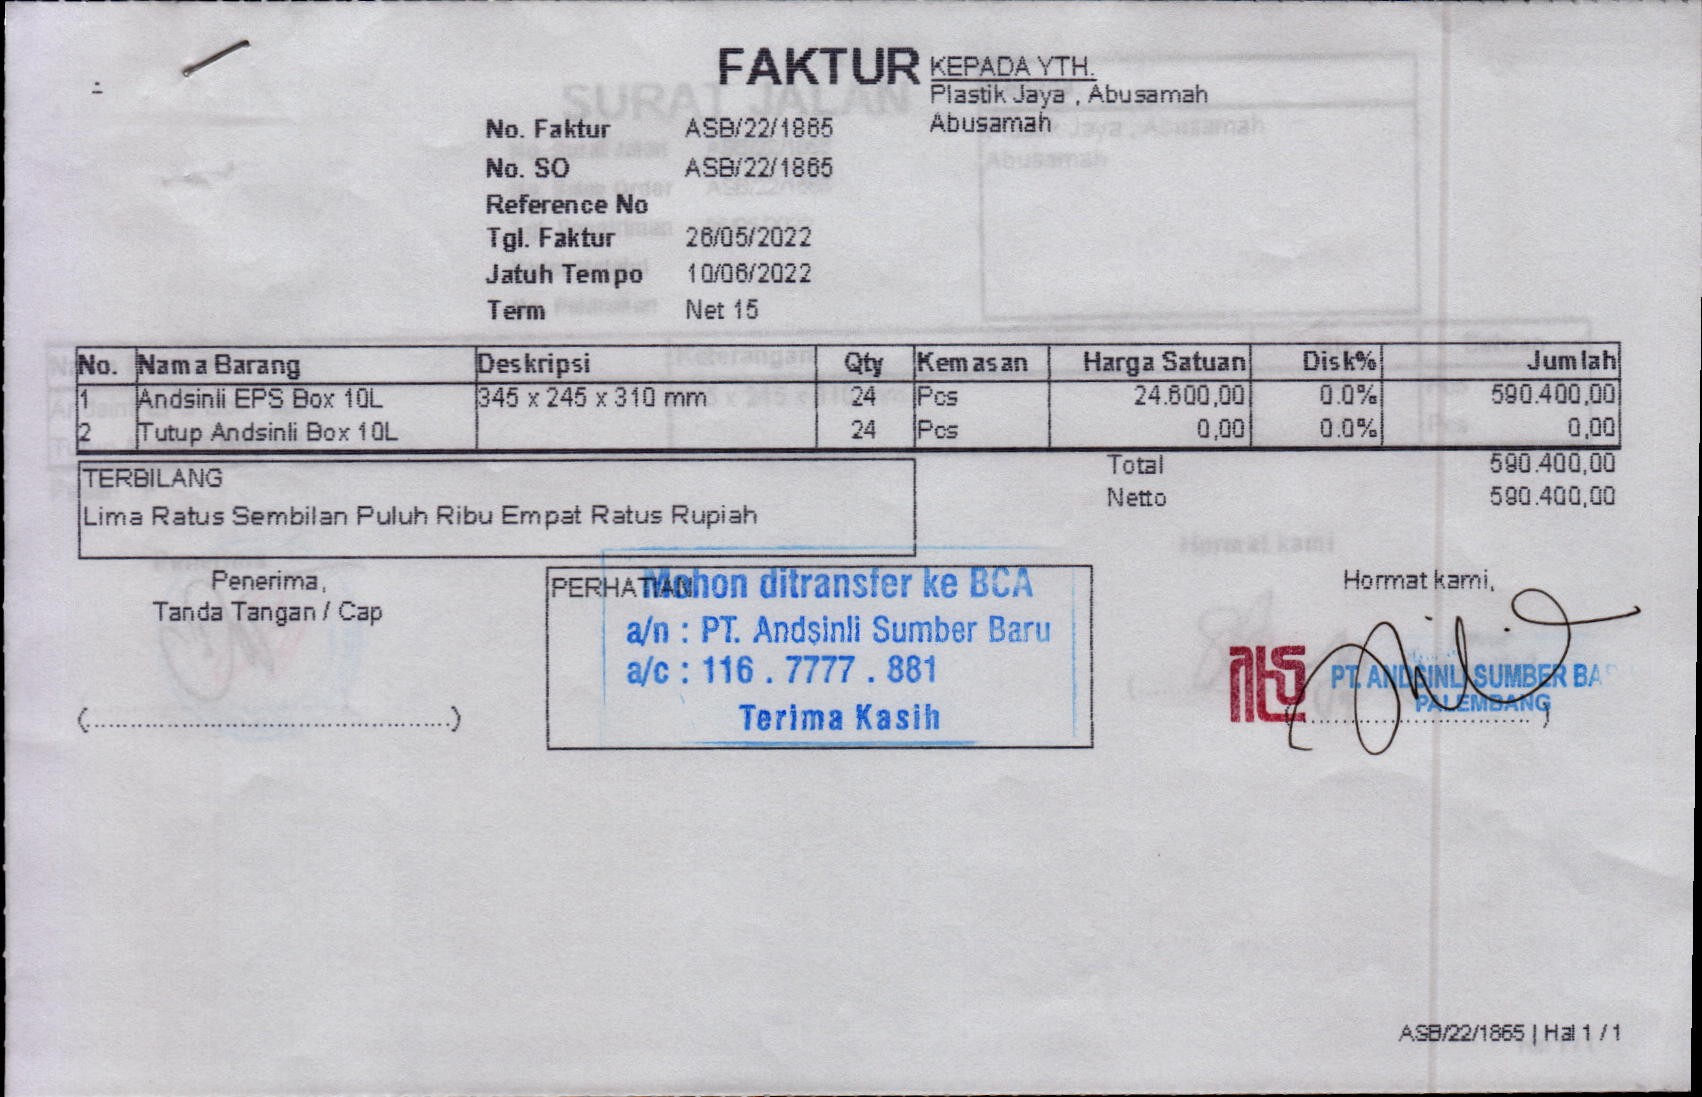 FAKTUR
KEPADA YTH.
Plastik Jaya , Abusamah
Abusamah
No. Faktur ASB/22/1865
No. SO ASB/22/1865
Reference No
Tgl. Faktur 26/05/2022
Jatuh Tempo 10/06/2022
Term Net 15
No. Nama Barang Deskripsi Qty Kemasan Harga Satuan Disk% Jumlah
1 Andsinli EPS Box 10L 345 x 245 x 310 mm 24 Pcs 24.600,00 0.0% 590.400,00
2 Tutup Andsinli Box 10L 24 Pcs 0,00 0.0% 0,00
Total 590.400,00
Netto 590.400,00
TERBILANG
Lima Ratus Sembilan Puluh Ribu Empat Ratus Rupiah
Penerima,
Tanda Tangan / Cap
(..........................................................)
PERHATIAN
Mohon ditransfer ke BCA
a/n : PT. Andsinli Sumber Baru
a/c : 116 . 7777 . 881
Terima Kasih
Hormat kami,
PT. ANDSINLI SUMBER BA
PALEMBANG
ASB/22/1865 | Hal 1 / 1